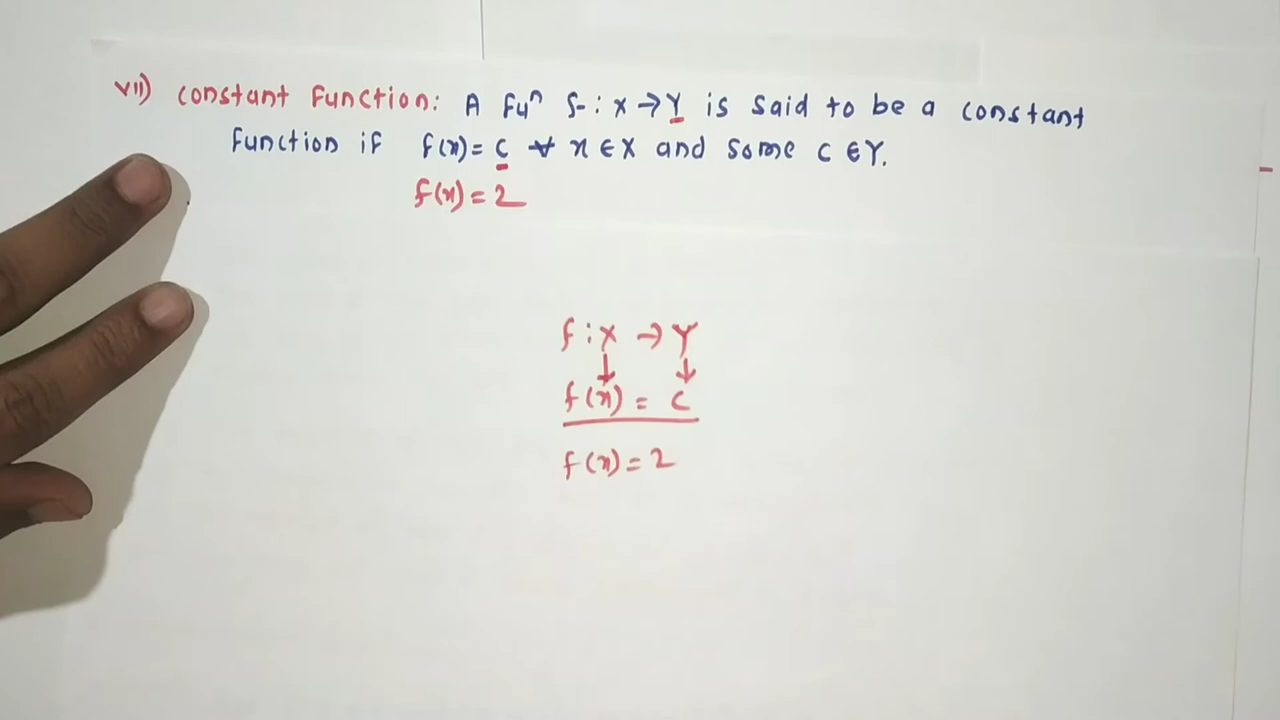 vii) Constant Function: A Fuⁿ f-: X → Y is said to be a constant
Function if f(x) = C ∀ x ∈ X and some C ∈ Y.
f(x) = 2
f : X → Y
↓ ↓
f(x) = C
f(x) = 2